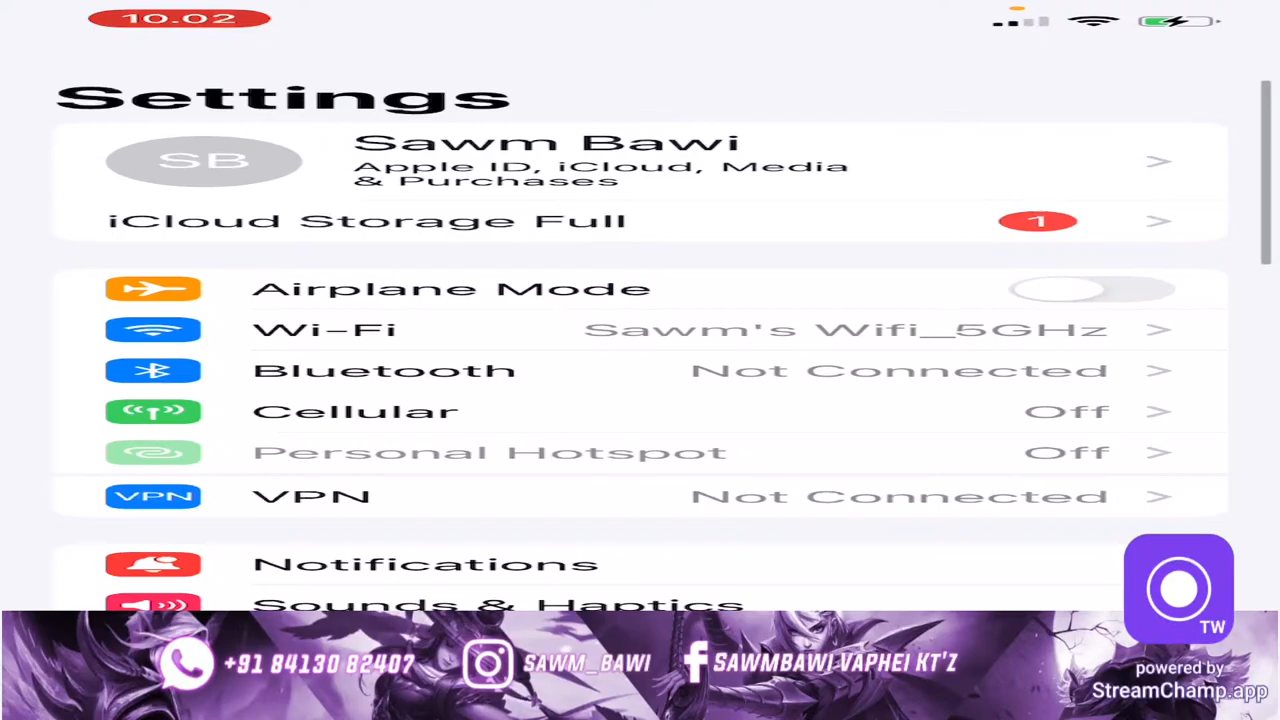 10.02
Settings
SB
Sawm Bawi
Apple ID, iCloud, Media
& Purchases
iCloud Storage Full 1
Airplane Mode
Wi-Fi Sawm's Wifi_5GHz
Bluetooth Not Connected
Cellular Off
Personal Hotspot Off
VPN VPN Not Connected
Notifications
Sounds & Haptics
TW
+91 84130 82407 SAWM_BAWI SAWMBAWI VAPHEI KT'Z
powered by
StreamChamp.app